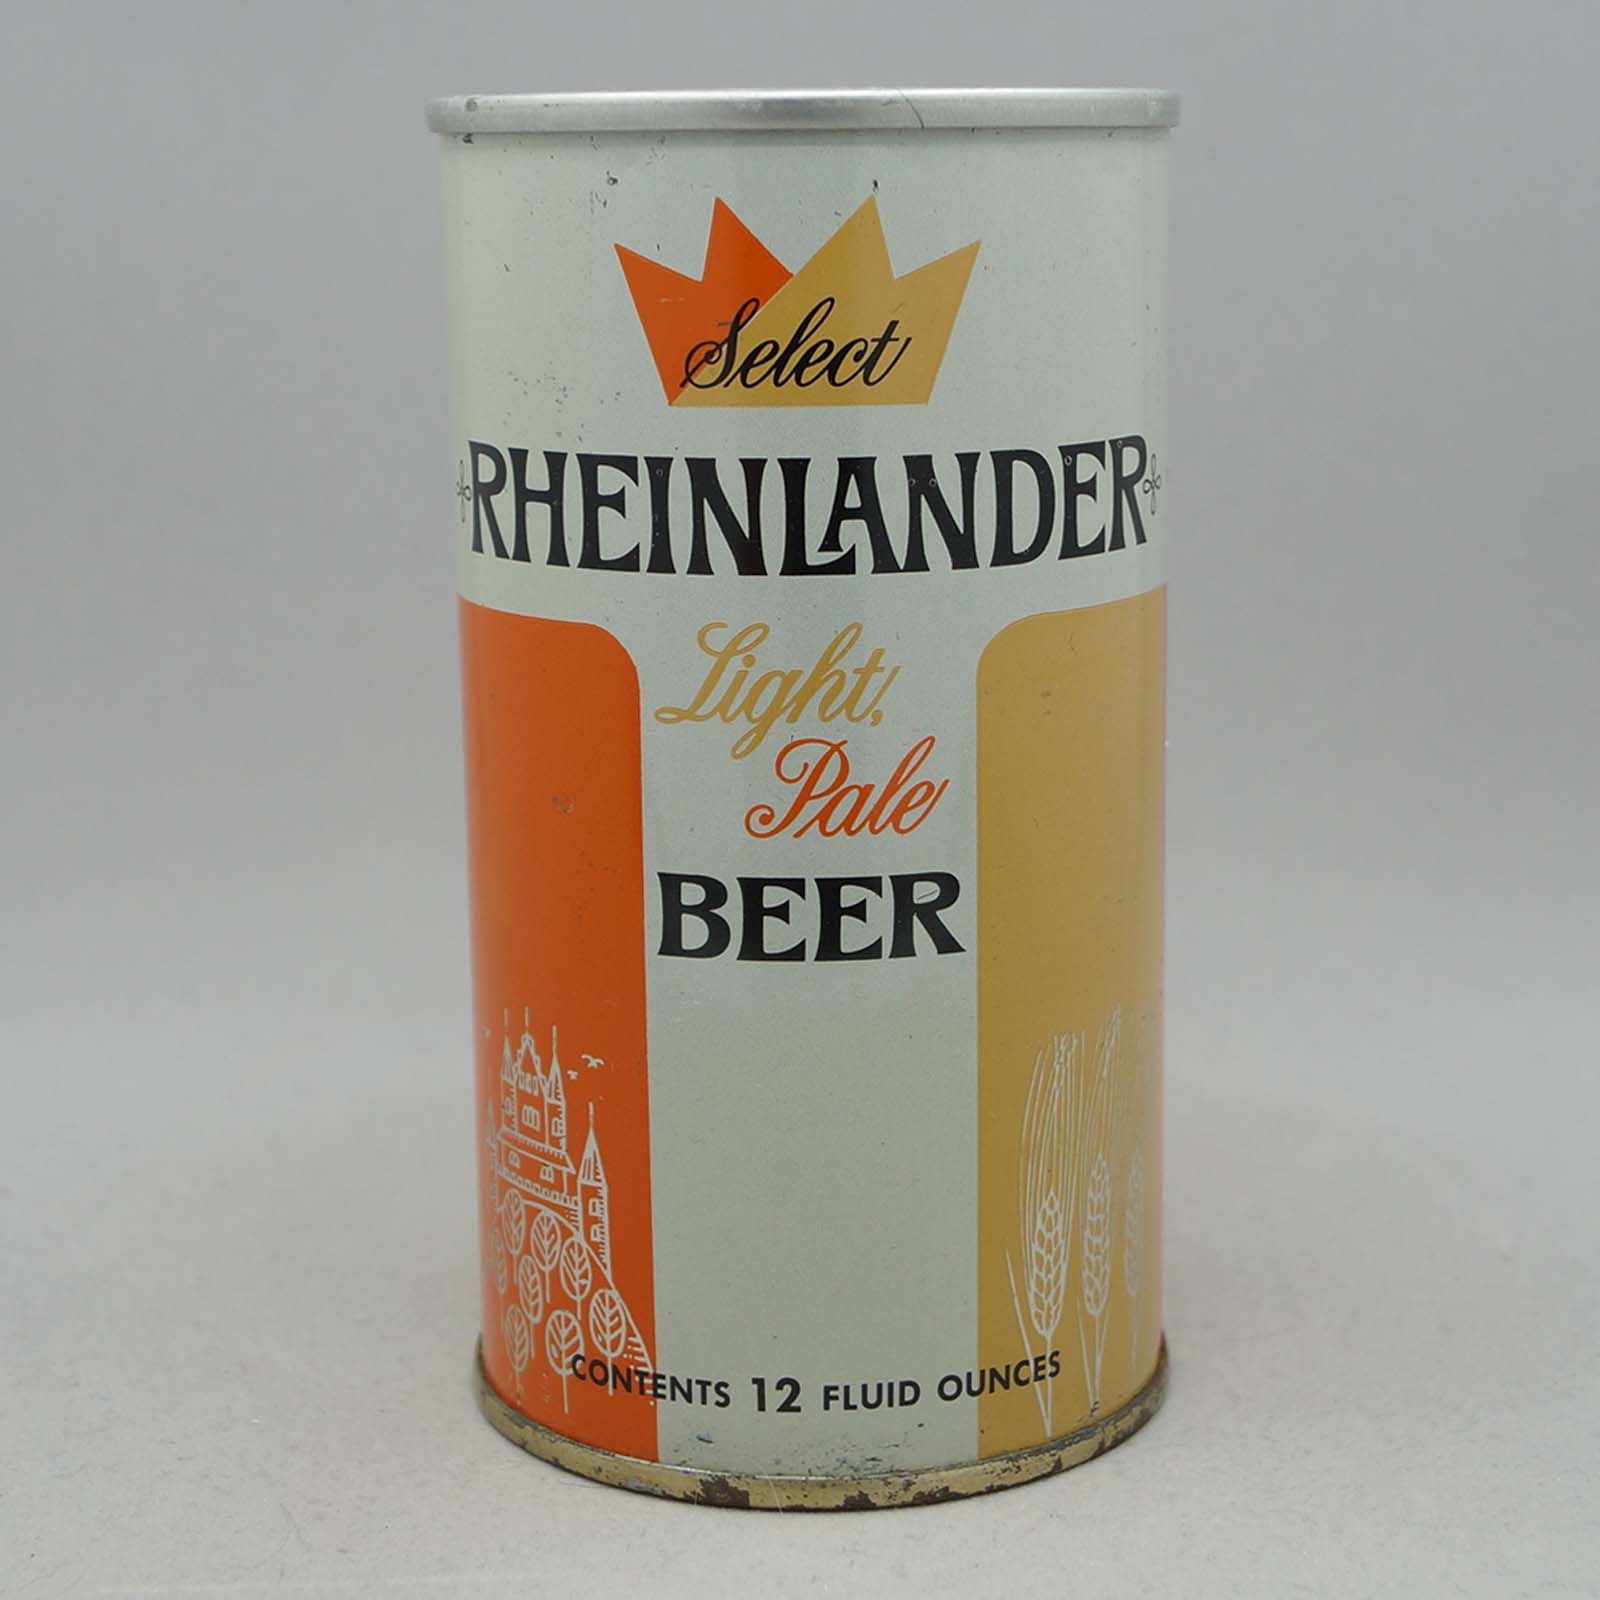 Select
RHEINLANDER
Light,
Pale
BEER
CONTENTS 12 FLUID OUNCES